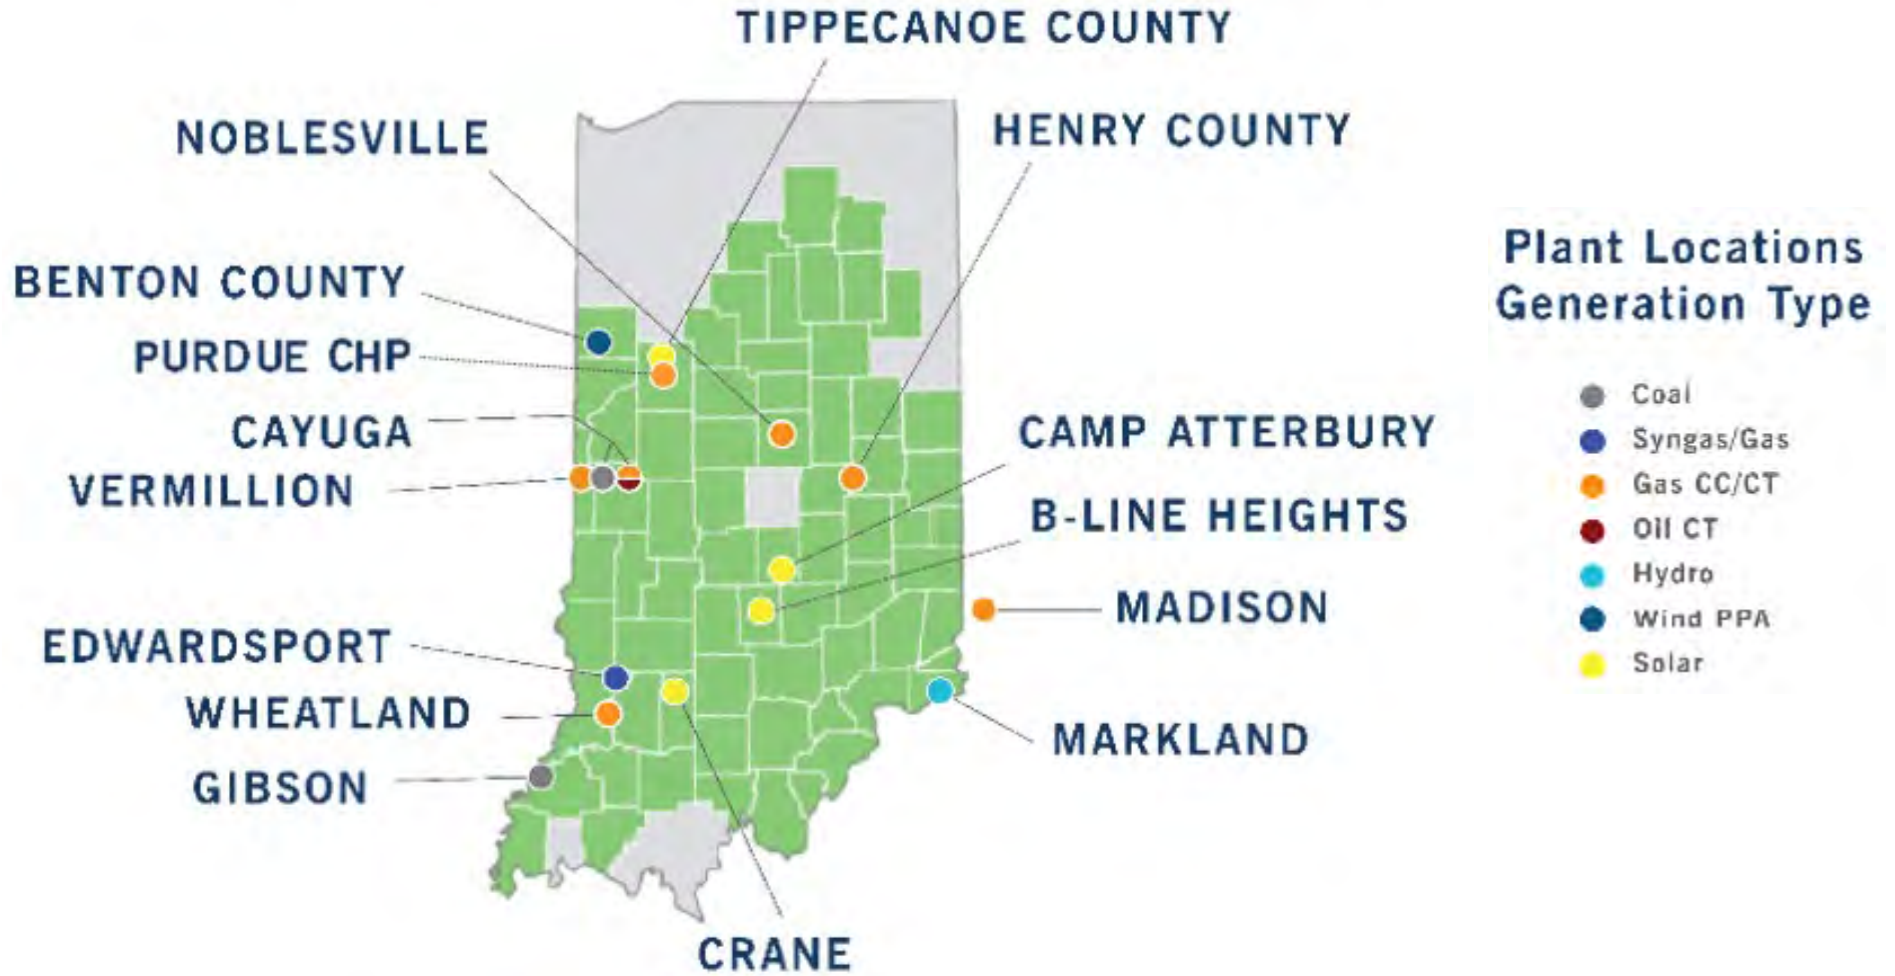 TIPPECANOE COUNTY
NOBLESVILLE
HENRY COUNTY
BENTON COUNTY
PURDUE CHP
CAYUGA
VERMILLION
CAMP ATTERBURY
B-LINE HEIGHTS
MADISON
EDWARDSPORT
WHEATLAND
GIBSON
MARKLAND
CRANE
Plant Locations
Generation Type
Coal
Syngas/Gas
Gas CC/CT
Oil CT
Hydro
Wind PPA
Solar